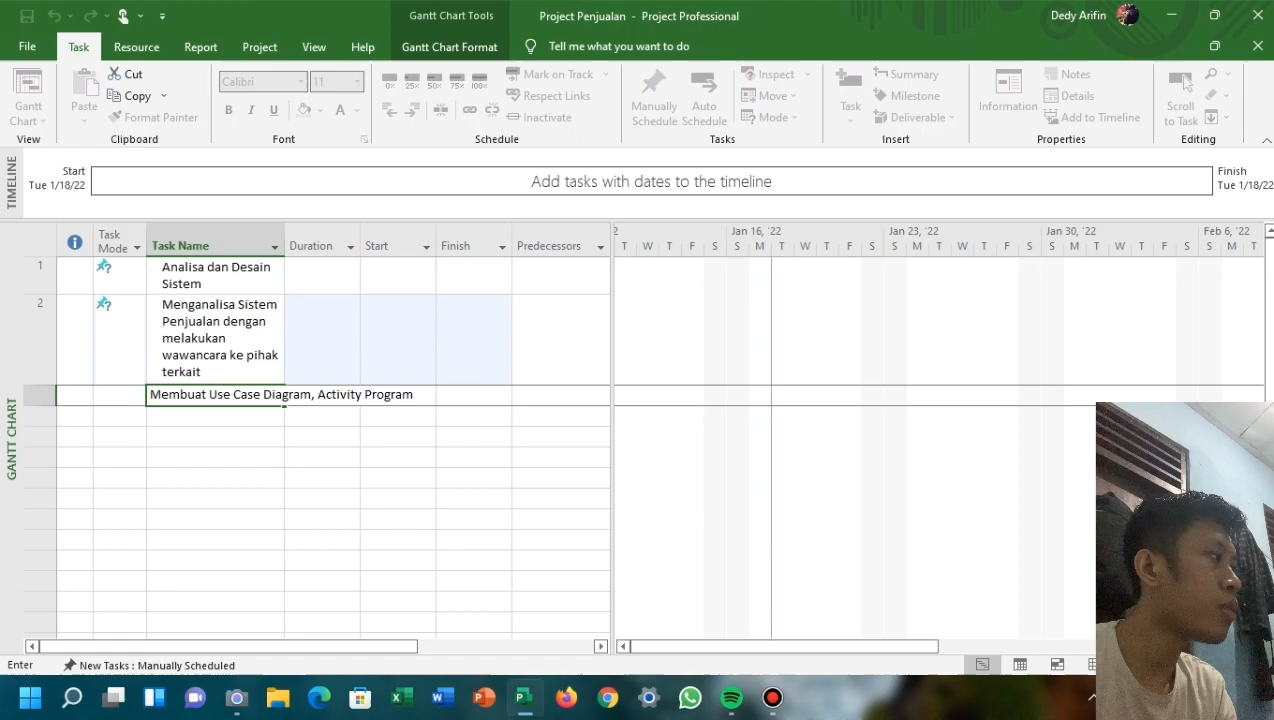 Gantt Chart Tools
Project Penjualan - Project Professional
Dedy Arifin
File
Task
Resource
Report
Project
View
Help
Gantt Chart Format
Tell me what you want to do
Gantt
Chart
View
Paste
Cut
Copy
Format Painter
Clipboard
Calibri
11
B I U A
Font
0% 25% 50% 75% 100%
Mark on Track
Respect Links
Inactivate
Schedule
Manually
Schedule
Auto
Schedule
Inspect
Move
Mode
Tasks
Task
Summary
Milestone
Deliverable
Insert
Information
Notes
Details
Add to Timeline
Properties
Scroll
to Task
Editing
TIMELINE
Start
Tue 1/18/22
Add tasks with dates to the timeline
Finish
Tue 1/18/22
Task
Mode
Task Name
Duration
Start
Finish
Predecessors
2 Jan 16, '22 Jan 23, '22 Jan 30, '22 Feb 6, '22
T W T F S S M T W T F S S M T W T F S S M T W T F S S M T
1
Analisa dan Desain
Sistem
2
Menganalisa Sistem
Penjualan dengan
melakukan
wawancara ke pihak
terkait
Membuat Use Case Diagram, Activity Program
GANTT CHART
Enter
New Tasks : Manually Scheduled